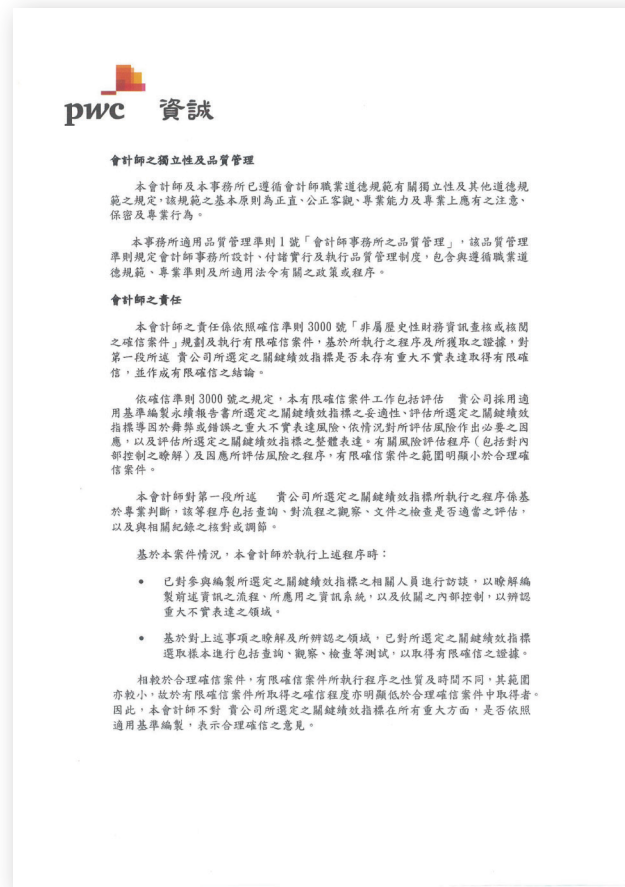 pwc 資誠
會計師之獨立性及品質管理
本會計師及本事務所已遵循會計師職業道德規範有關獨立性及其他道德規
範之規定，該規範之基本原則為正直、公正客觀、專業能力及專業上應有之注意、
保密及專業行為。
本事務所適用品質管理準則1號「會計師事務所之品質管理」，該品質管理
準則規定會計師事務所設計、付諸實行及執行品質管理制度，包含與遵循職業道
德規範、專業準則及所適用法令有關之政策或程序。
會計師之責任
本會計師之責任係依照確信準則 3000 號「非屬歷史性財務資訊查核或核閱
之確信案件」規劃及執行有限確信案件，基於所執行之程序及所獲取之證據，對
第一段所述 貴公司所選定之關鍵績效指標是否未存有重大不實表達取得有限確
信，並作成有限確信之結論。
依確信準則 3000 號之規定，本有限確信案件工作包括評估 貴公司採用適
用基準編製永續報告書所選定之關鍵績效指標之妥適性、評估所選定之關鍵績效
指標導因於舞弊或錯誤之重大不實表達風險、依情況對所評估風險作出必要之因
應，以及評估所選定之關鍵績效指標之整體表達。有關風險評估程序（包括對內
部控制之瞭解）及因應所評估風險之程序，有限確信案件之範圍明顯小於合理確
信案件。
本會計師對第一段所述 貴公司所選定之關鍵績效指標所執行之程序係基
於專業判斷，該等程序包括查詢、對流程之觀察、文件之檢查是否適當之評估，
以及與相關紀錄之核對或調節。
基於本案件情況，本會計師於執行上述程序時：
• 已對參與編製所選定之關鍵績效指標之相關人員進行訪談，以瞭解編
製前述資訊之流程、所應用之資訊系統，以及攸關之內部控制，以辨認
重大不實表達之領域。
• 基於對上述事項之瞭解及所辨認之領域，已對所選定之關鍵績效指標
選取樣本進行包括查詢、觀察、檢查等測試，以取得有限確信之證據。
相較於合理確信案件，有限確信案件所執行程序之性質及時間不同，其範圍
亦較小，故於有限確信案件所取得之確信程度亦明顯低於合理確信案件中取得者。
因此，本會計師不對 貴公司所選定之關鍵績效指標在所有重大方面，是否依照
適用基準編製，表示合理確信之意見。